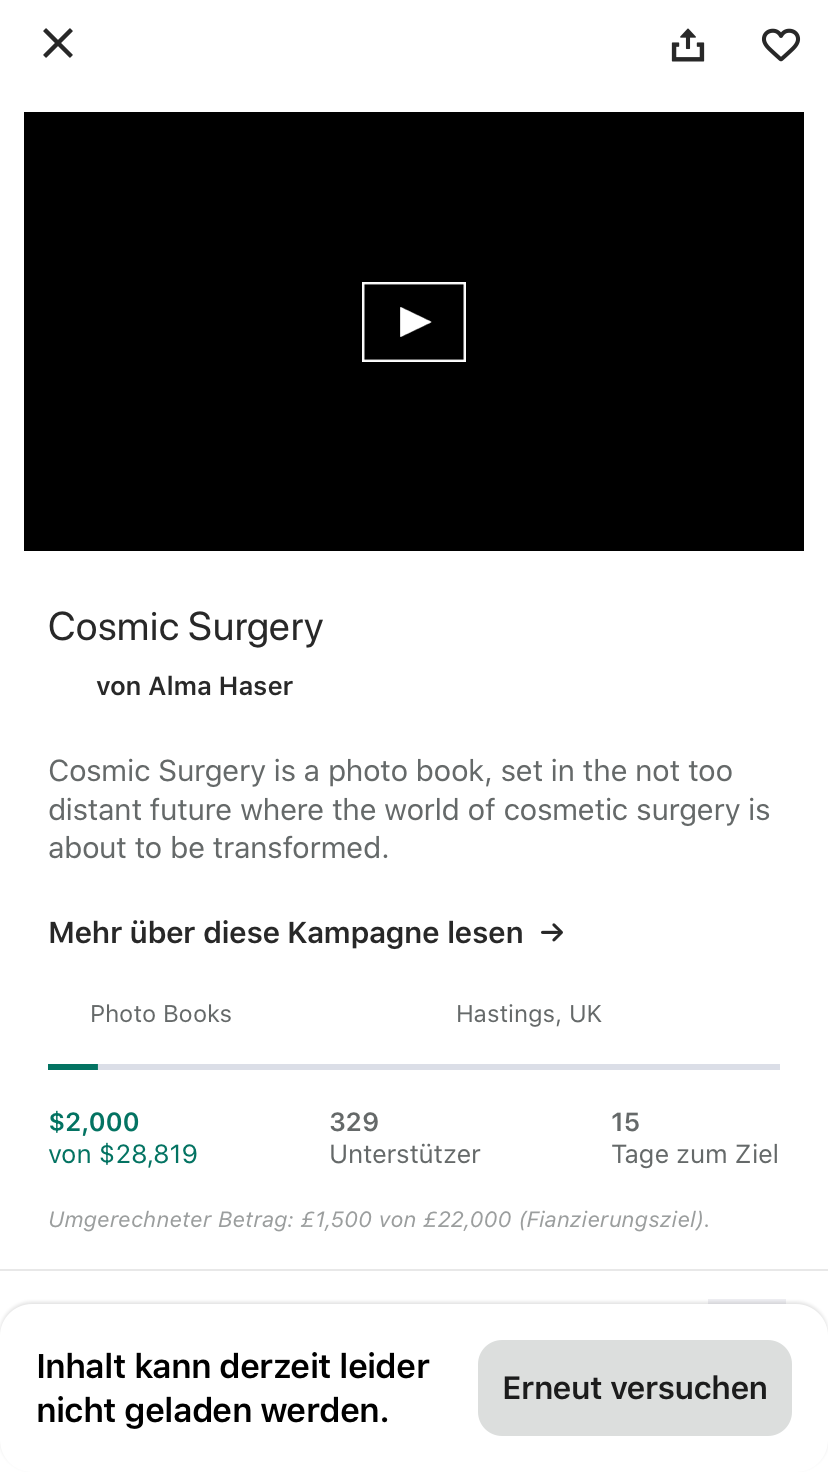 Cosmic Surgery
von Alma Haser
Cosmic Surgery is a photo book, set in the not too
distant future where the world of cosmetic surgery is
about to be transformed.
Mehr über diese Kampagne lesen →
Photo Books
Hastings, UK
$2,000
von $28,819
329
Unterstützer
15
Tage zum Ziel
Umgerechneter Betrag: £1,500 von £22,000 (Fianzierungsziel).
Inhalt kann derzeit leider
nicht geladen werden.
Erneut versuchen